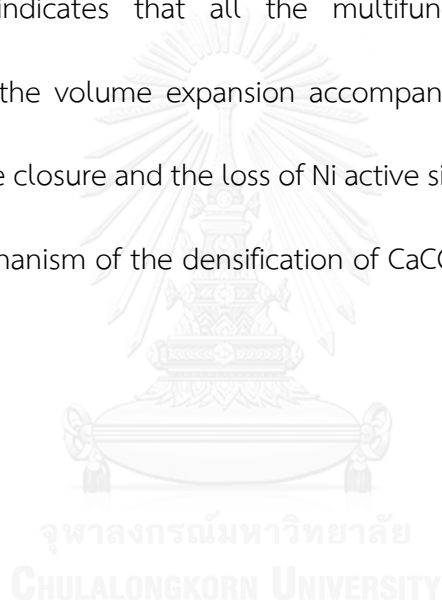 indicates that all the multifun
the volume expansion accompan
e closure and the loss of Ni active si
nanism of the densification of CaCO
จุฬาลงกรณ์มหาวิทยาลัย
CHULALONGKORN UNIVERSITY